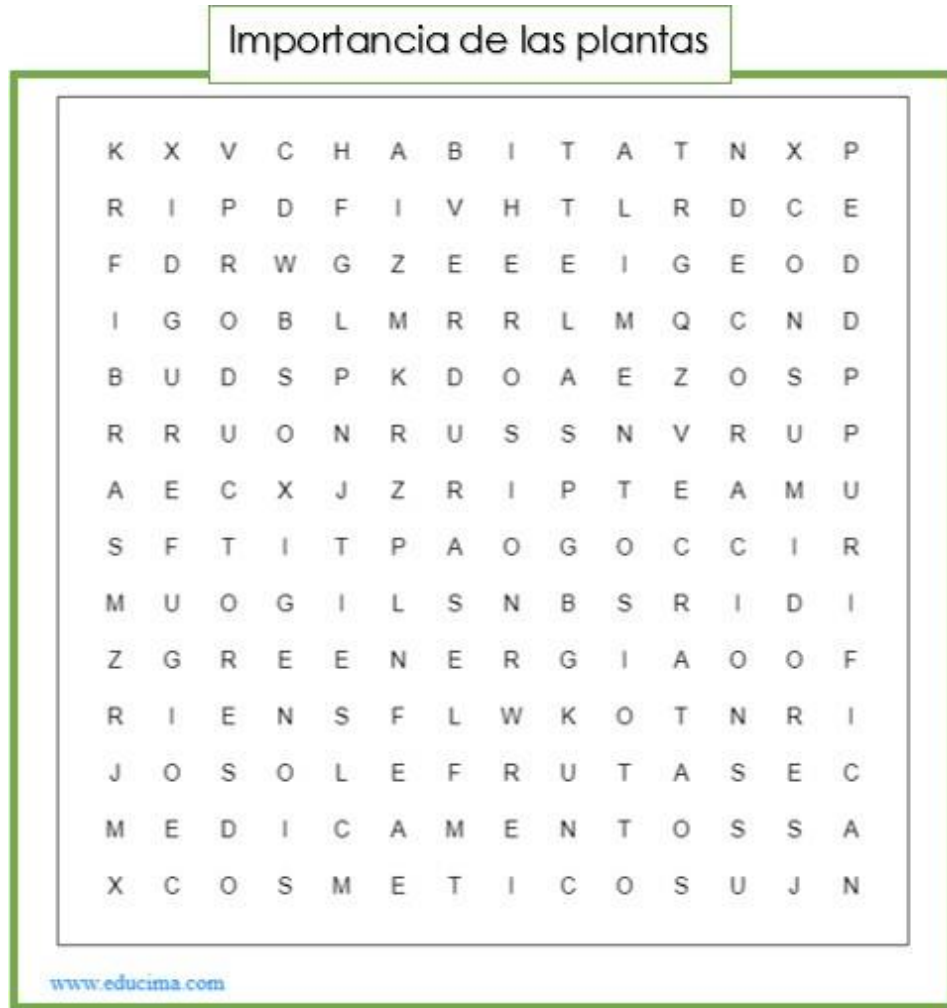 Importancia de las plantas
K X V C H A B I T A T N X P
R I P D F I V H T L R D C E
F D R W G Z E E E I G E O D
I G O B L M R R L M Q C N D
B U D S P K D O A E Z O S P
R R U O N R U S S N V R U P
A E C X J Z R I P T E A M U
S F T I T P A O G O C C I R
M U O G I L S N B S R I D I
Z G R E E N E R G I A O O F
R I E N S F L W K O T N R I
J O S O L E F R U T A S E C
M E D I C A M E N T O S S A
X C O S M E T I C O S U J N
www.educima.com